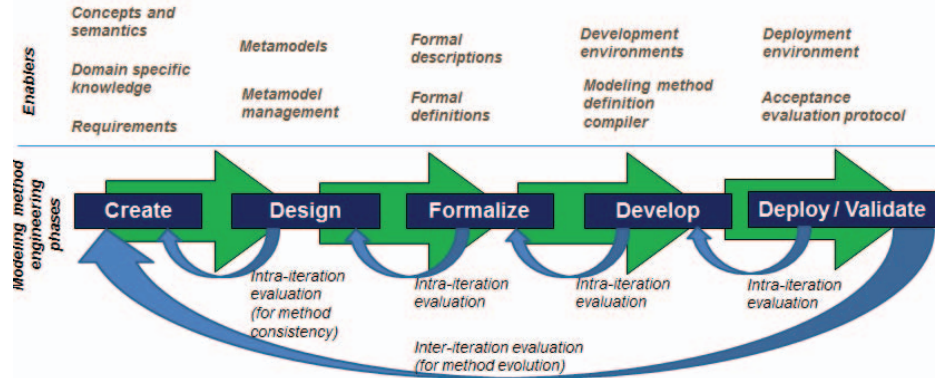 Enablers
Concepts and
semantics
Domain specific
knowledge
Requirements
Metamodels
Metamodel
management
Formal
descriptions
Formal
definitions
Development
environments
Modeling method
definition
compiler
Deployment
environment
Acceptance
evaluation protocol
Modeling method
engineering
phases
Create
Design
Formalize
Develop
Deploy / Validate
Intra-iteration
evaluation
(for method
consistency)
Intra-iteration
evaluation
Intra-iteration
evaluation
Intra-iteration
evaluation
Inter-iteration evaluation
(for method evolution)